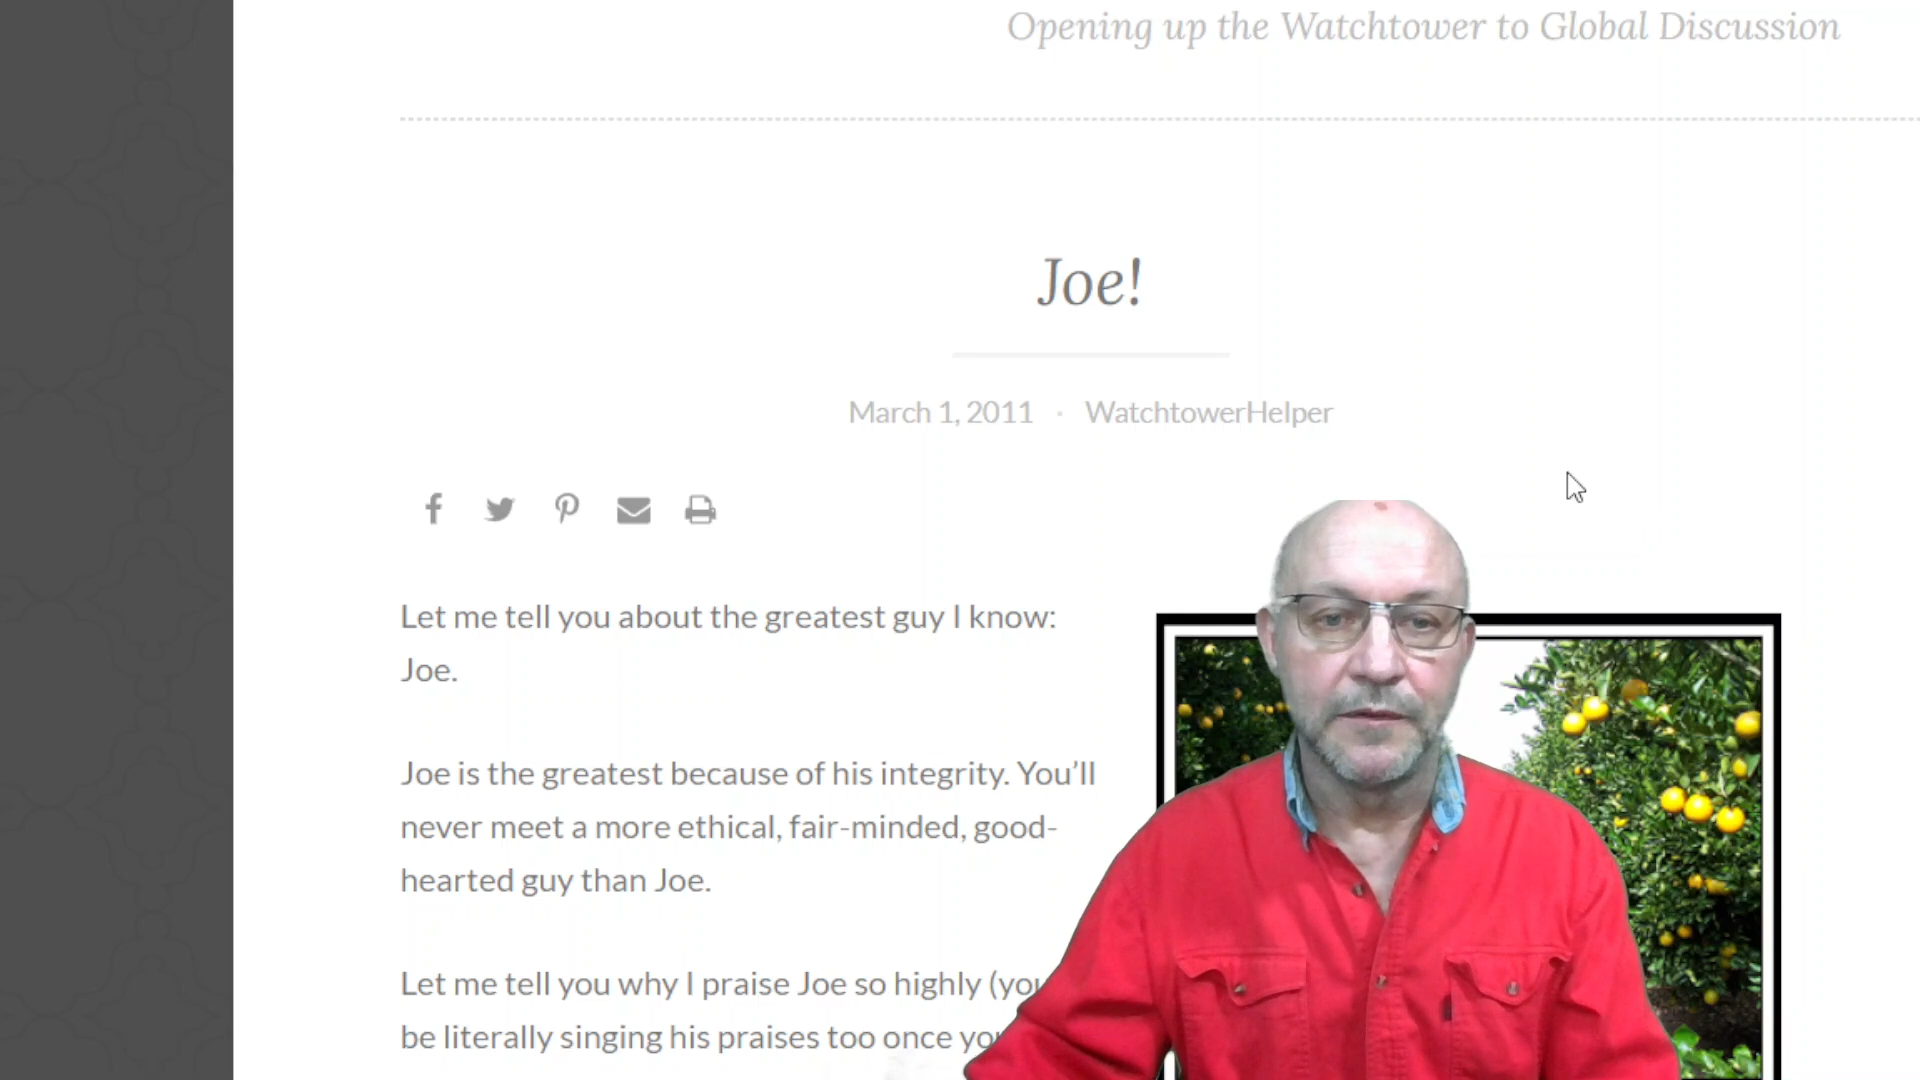 Opening up the Watchtower to Global Discussion
Joe!
March 1, 2011 · WatchtowerHelper
Let me tell you about the greatest guy I know:
Joe.
Joe is the greatest because of his integrity. You’ll
never meet a more ethical, fair-minded, good-
hearted guy than Joe.
Let me tell you why I praise Joe so highly
be literally singing his praises too once